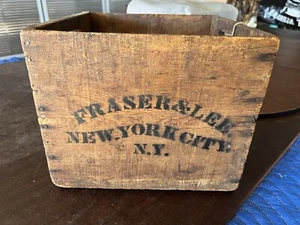 FRASER & LEE.
NEW YORK CITY
N.Y.